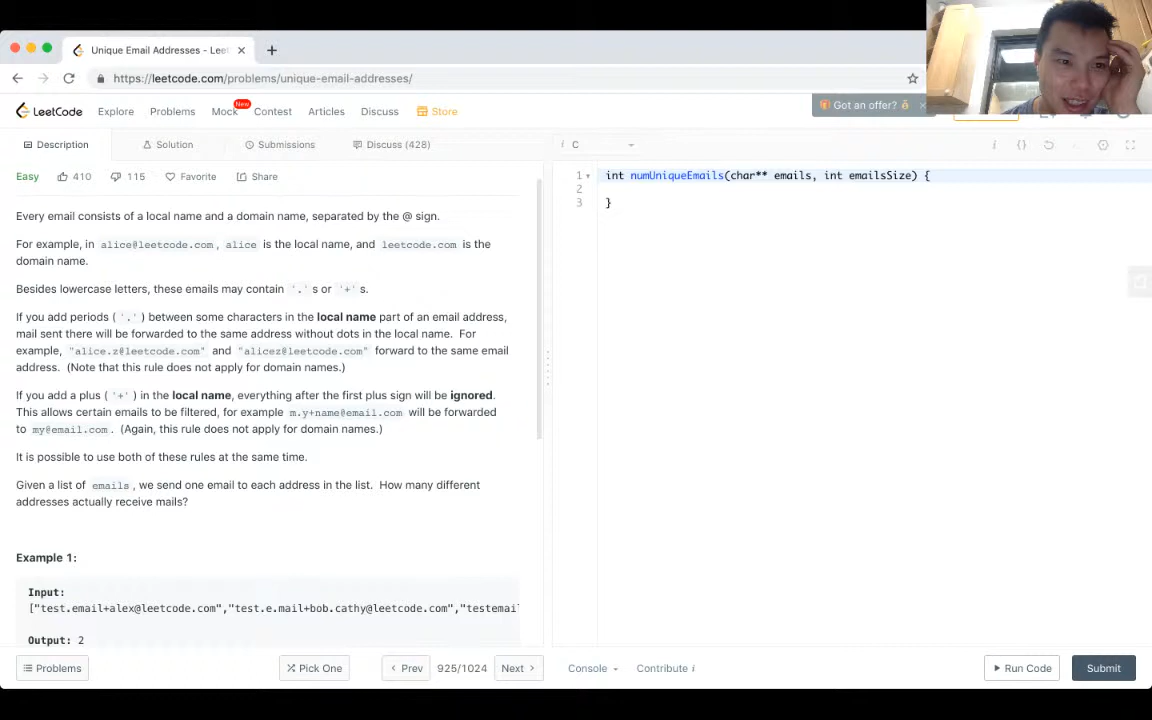 Unique Email Addresses - Leet
https://leetcode.com/problems/unique-email-addresses/
LeetCode Explore Problems Mock New Contest Articles Discuss Store
Got an offer?
Description Solution Submissions Discuss (428)
i C
Easy 410 115 Favorite Share
Every email consists of a local name and a domain name, separated by the @ sign.
For example, in alice@leetcode.com, alice is the local name, and leetcode.com is the
domain name.
Besides lowercase letters, these emails may contain '.' s or '+' s.
If you add periods ('.') between some characters in the local name part of an email address,
mail sent there will be forwarded to the same address without dots in the local name. For
example, "alice.z@leetcode.com" and "alicez@leetcode.com" forward to the same email
address. (Note that this rule does not apply for domain names.)
If you add a plus ('+') in the local name, everything after the first plus sign will be ignored.
This allows certain emails to be filtered, for example m.y+name@email.com will be forwarded
to my@email.com. (Again, this rule does not apply for domain names.)
It is possible to use both of these rules at the same time.
Given a list of emails, we send one email to each address in the list. How many different
addresses actually receive mails?
Example 1:
Input:
["test.email+alex@leetcode.com","test.e.mail+bob.cathy@leetcode.com","testemail
Output: 2
1 int numUniqueEmails(char** emails, int emailsSize) {
2
3 }
Problems Pick One Prev 925/1024 Next Console Contribute i Run Code Submit